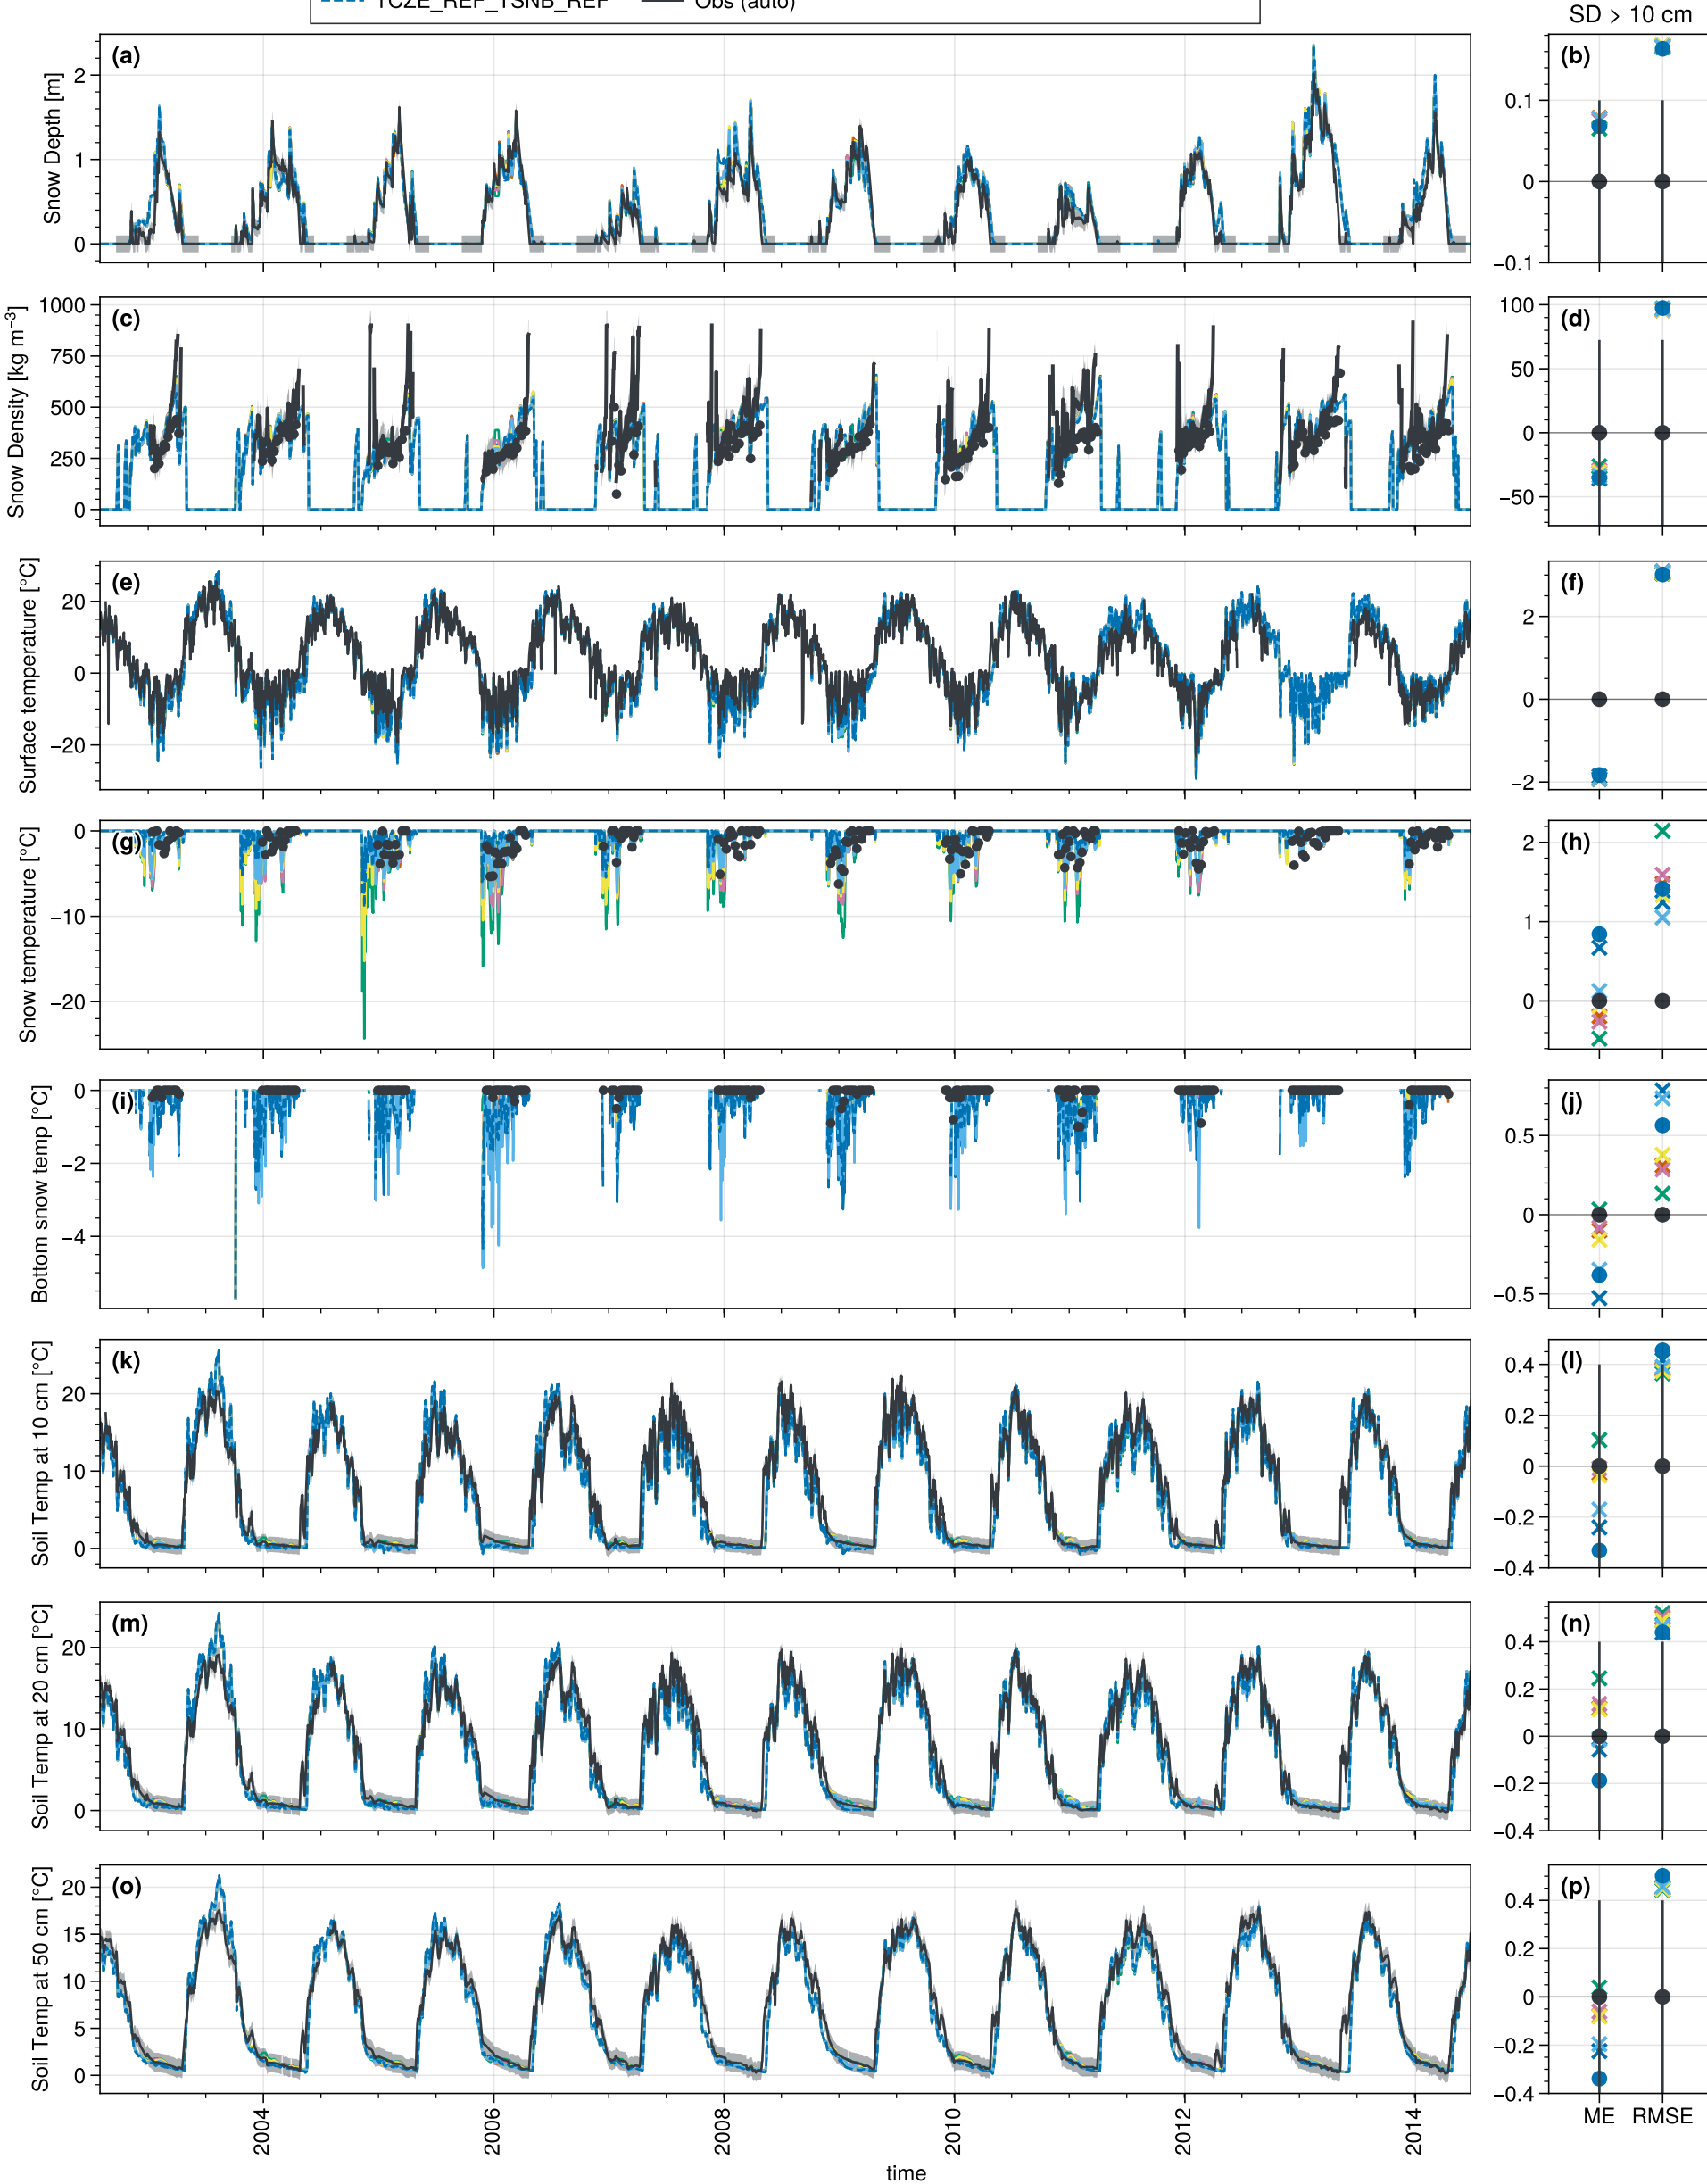 TCZE_REF_TSNB_REF Obs (auto)
SD > 10 cm
(a)
Snow Depth [m]
2
1
0
(b)
0.1
0
−0.1
(c)
Snow Density [kg m⁻³]
1000
750
500
250
0
(d)
100
50
0
−50
(e)
Surface temperature [°C]
20
0
−20
(f)
2
0
−2
(g)
Snow temperature [°C]
0
−10
−20
(h)
2
1
0
(i)
Bottom snow temp [°C]
0
−2
−4
(j)
0.5
0
−0.5
(k)
Soil Temp at 10 cm [°C]
20
10
0
(l)
0.4
0.2
0
−0.2
−0.4
(m)
Soil Temp at 20 cm [°C]
20
10
0
(n)
0.4
0.2
0
−0.2
−0.4
(o)
Soil Temp at 50 cm [°C]
20
15
10
5
0
(p)
0.4
0.2
0
−0.2
−0.4
2004 2006 2008 2010 2012 2014
time
ME RMSE